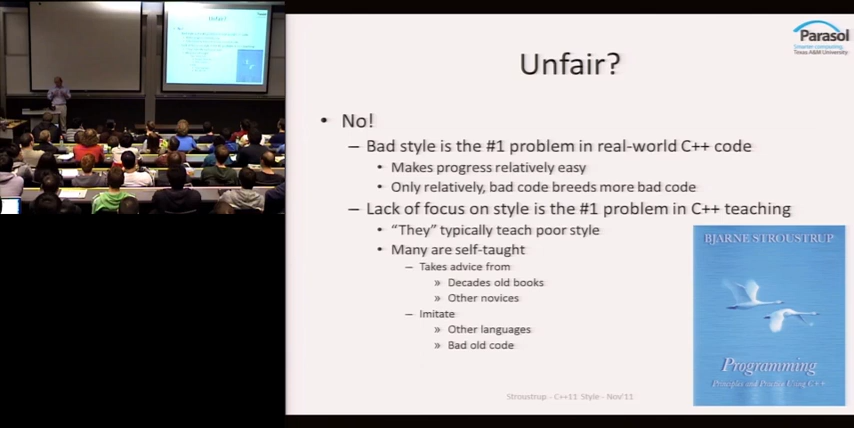 Parasol
Smarter computing.
Texas A&M University
Unfair?
• No!
– Bad style is the #1 problem in real-world C++ code
• Makes progress relatively easy
• Only relatively, bad code breeds more bad code
– Lack of focus on style is the #1 problem in C++ teaching
• “They” typically teach poor style
• Many are self-taught
– Takes advice from
» Decades old books
» Other novices
– Imitate
» Other languages
» Bad old code
BJARNE STROUSTRUP
Programming
Principles and Practice Using C++
Stroustrup - C++11 Style - Nov'11
Unfair?